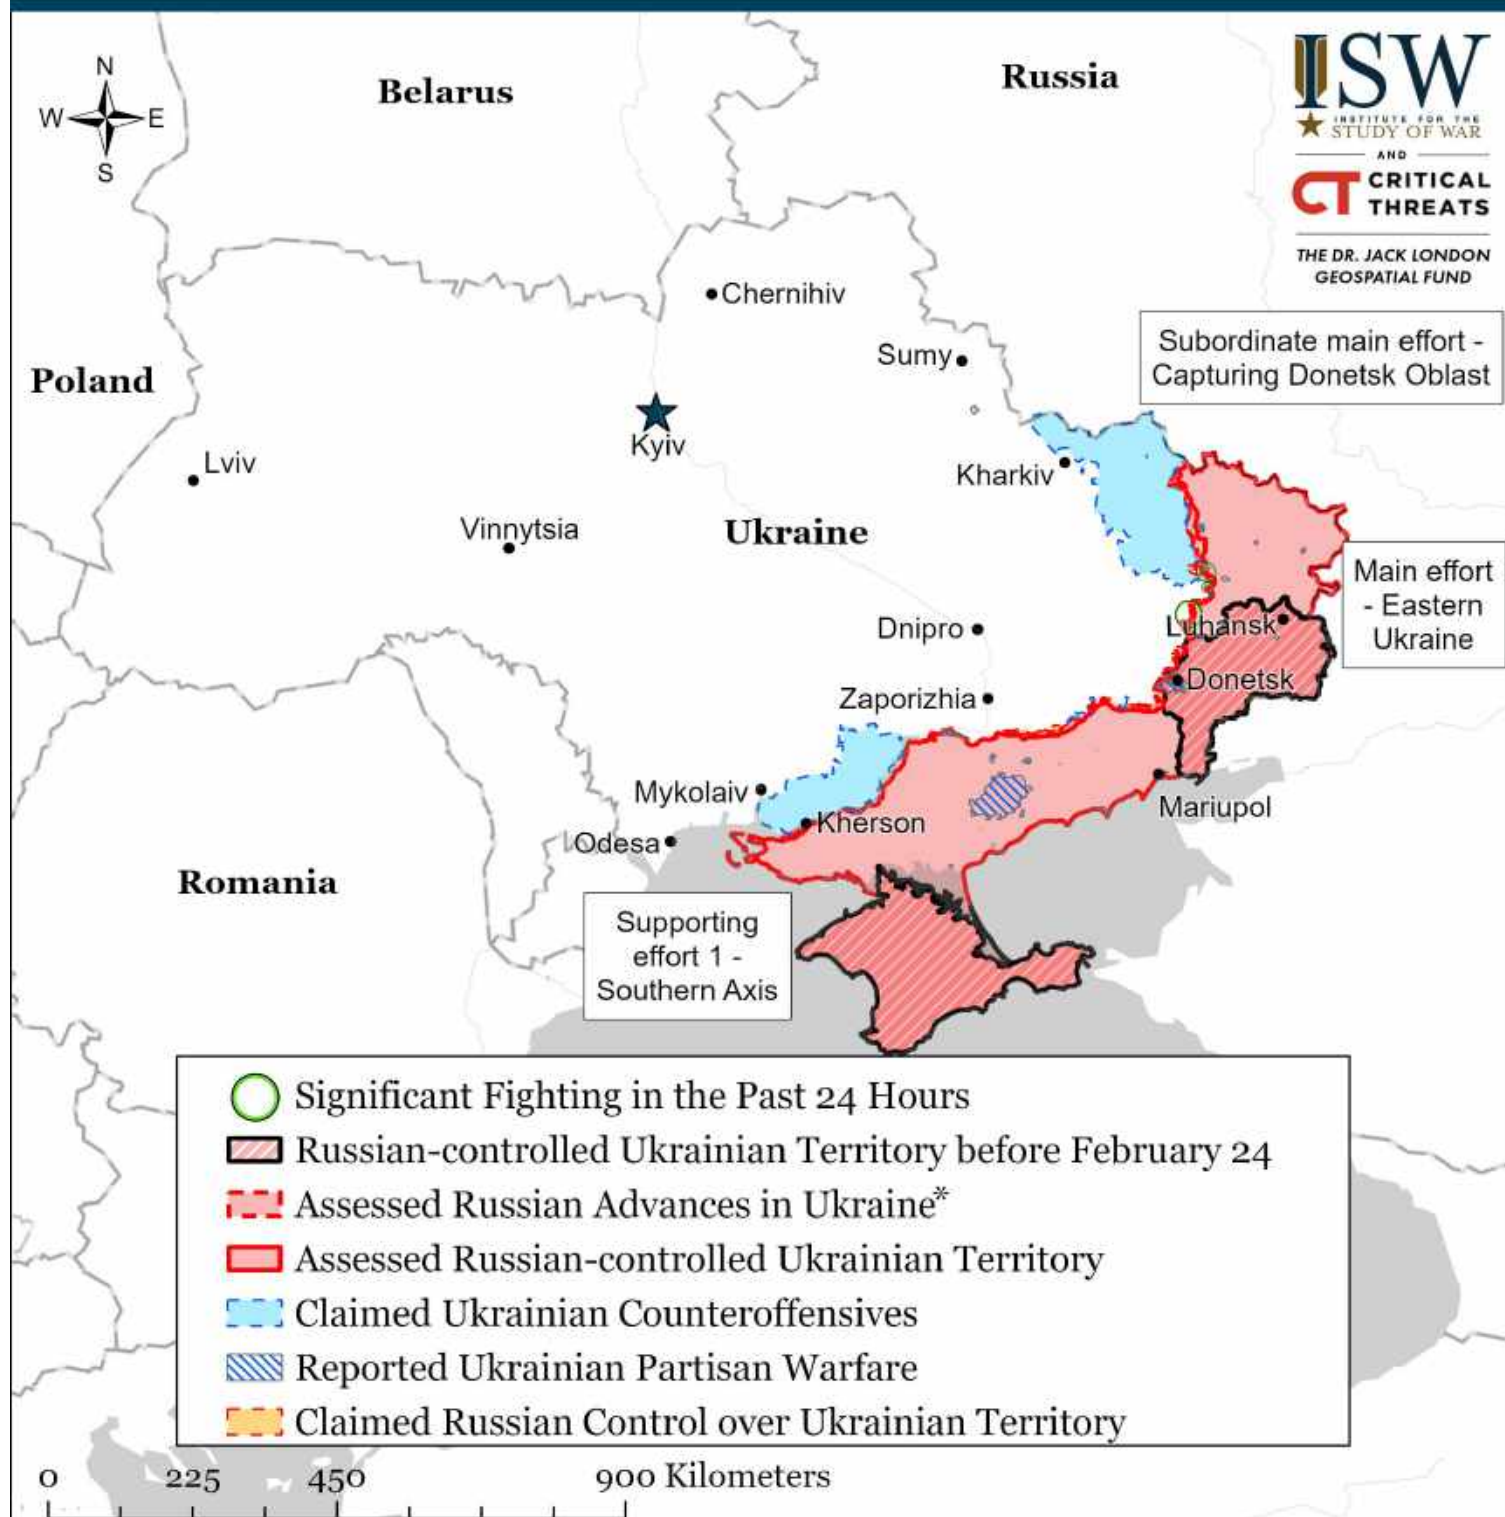 N
W E
S
Belarus
Russia
ISW
INSTITUTE FOR THE
STUDY OF WAR
AND
CT CRITICAL
THREATS
THE DR. JACK LONDON
GEOSPATIAL FUND
Chernihiv
Subordinate main effort -
Capturing Donetsk Oblast
Sumy
Poland
Kyiv
Lviv
Kharkiv
Vinnytsia
Ukraine
Main effort
- Eastern
Ukraine
Dnipro
Luhansk
Donetsk
Zaporizhia
Mykolaiv
Mariupol
Kherson
Odesa
Romania
Supporting
effort 1 -
Southern Axis
Significant Fighting in the Past 24 Hours
Russian-controlled Ukrainian Territory before February 24
Assessed Russian Advances in Ukraine*
Assessed Russian-controlled Ukrainian Territory
Claimed Ukrainian Counteroffensives
Reported Ukrainian Partisan Warfare
Claimed Russian Control over Ukrainian Territory
0 225 450 900 Kilometers